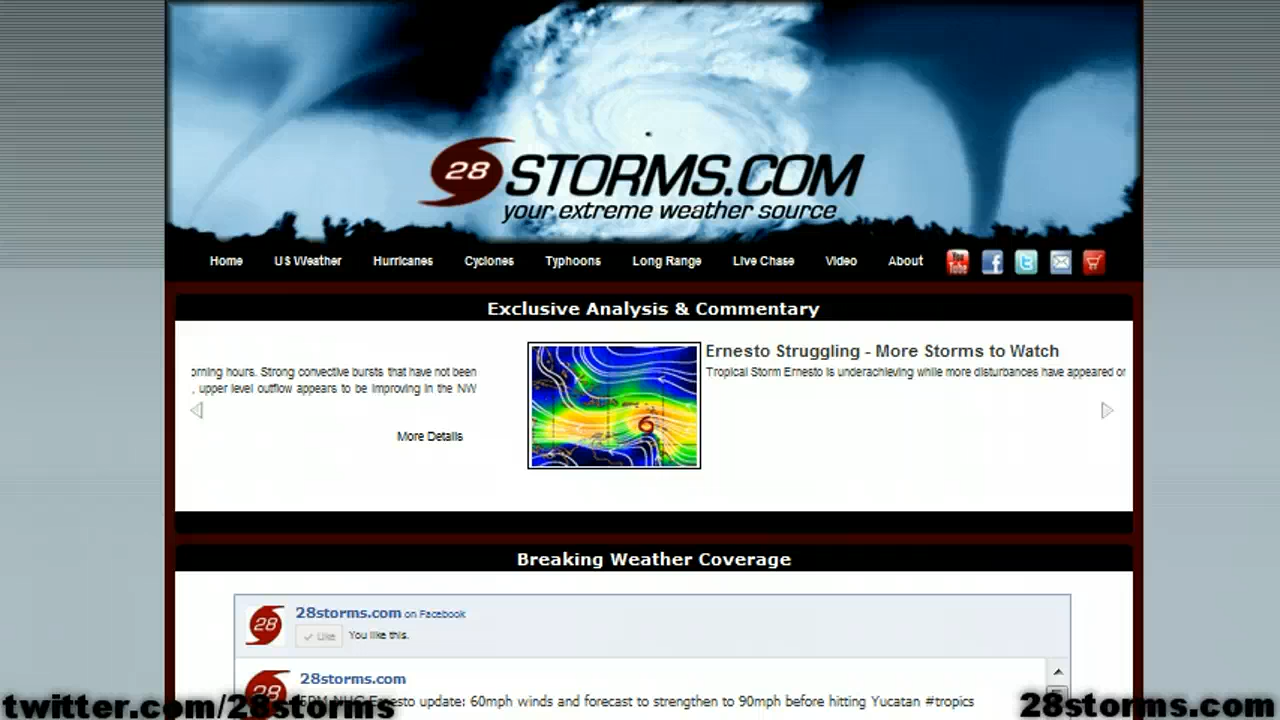 28 STORMS.COM
your extreme weather source
Home US Weather Hurricanes Cyclones Typhoons Long Range Live Chase Video About You Tube
Exclusive Analysis & Commentary
Ernesto Struggling - More Storms to Watch
orning hours. Strong convective bursts that have not been
Tropical Storm Ernesto is underachieving while more disturbances have appeared or
, upper level outflow appears to be improving in the NW
More Details
Breaking Weather Coverage
28 28storms.com on Facebook
Like You like this.
28 28storms.com
Ernesto update: 60mph winds and forecast to strengthen to 90mph before hitting Yucatan #tropics
twitter.com/28storms 28storms.com